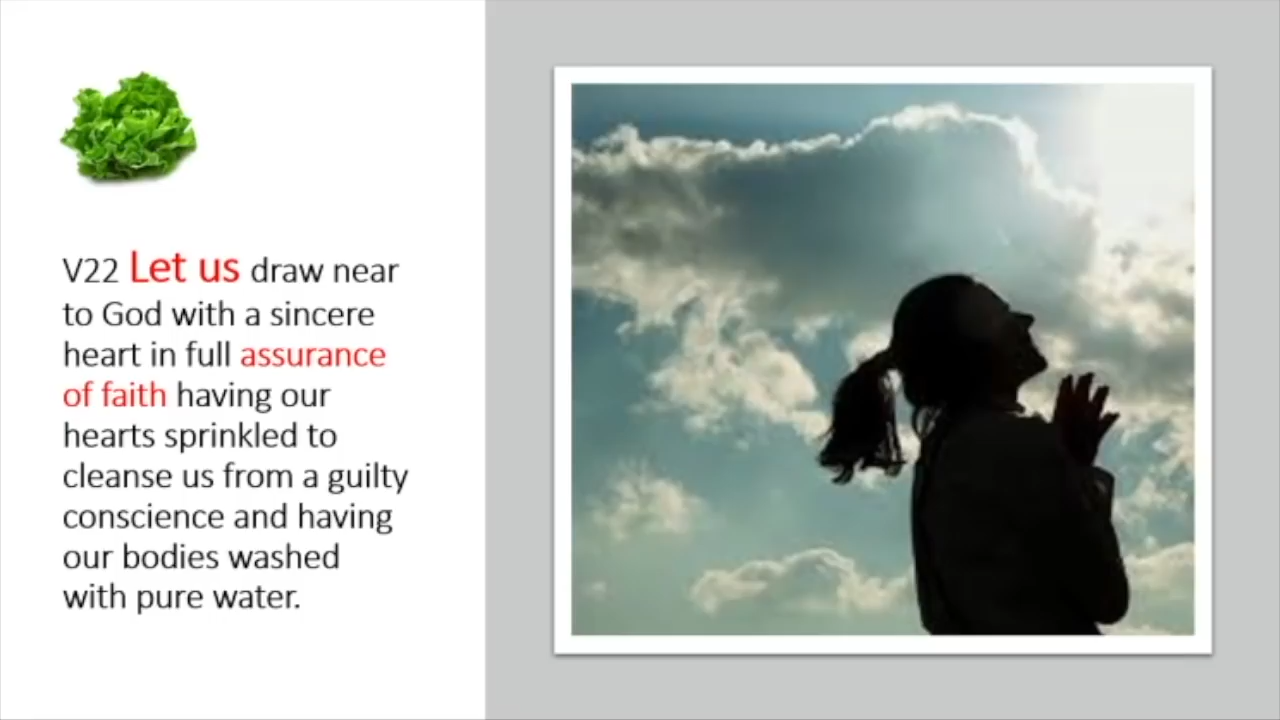 V22 Let us draw near
to God with a sincere
heart in full assurance
of faith having our
hearts sprinkled to
cleanse us from a guilty
conscience and having
our bodies washed
with pure water.